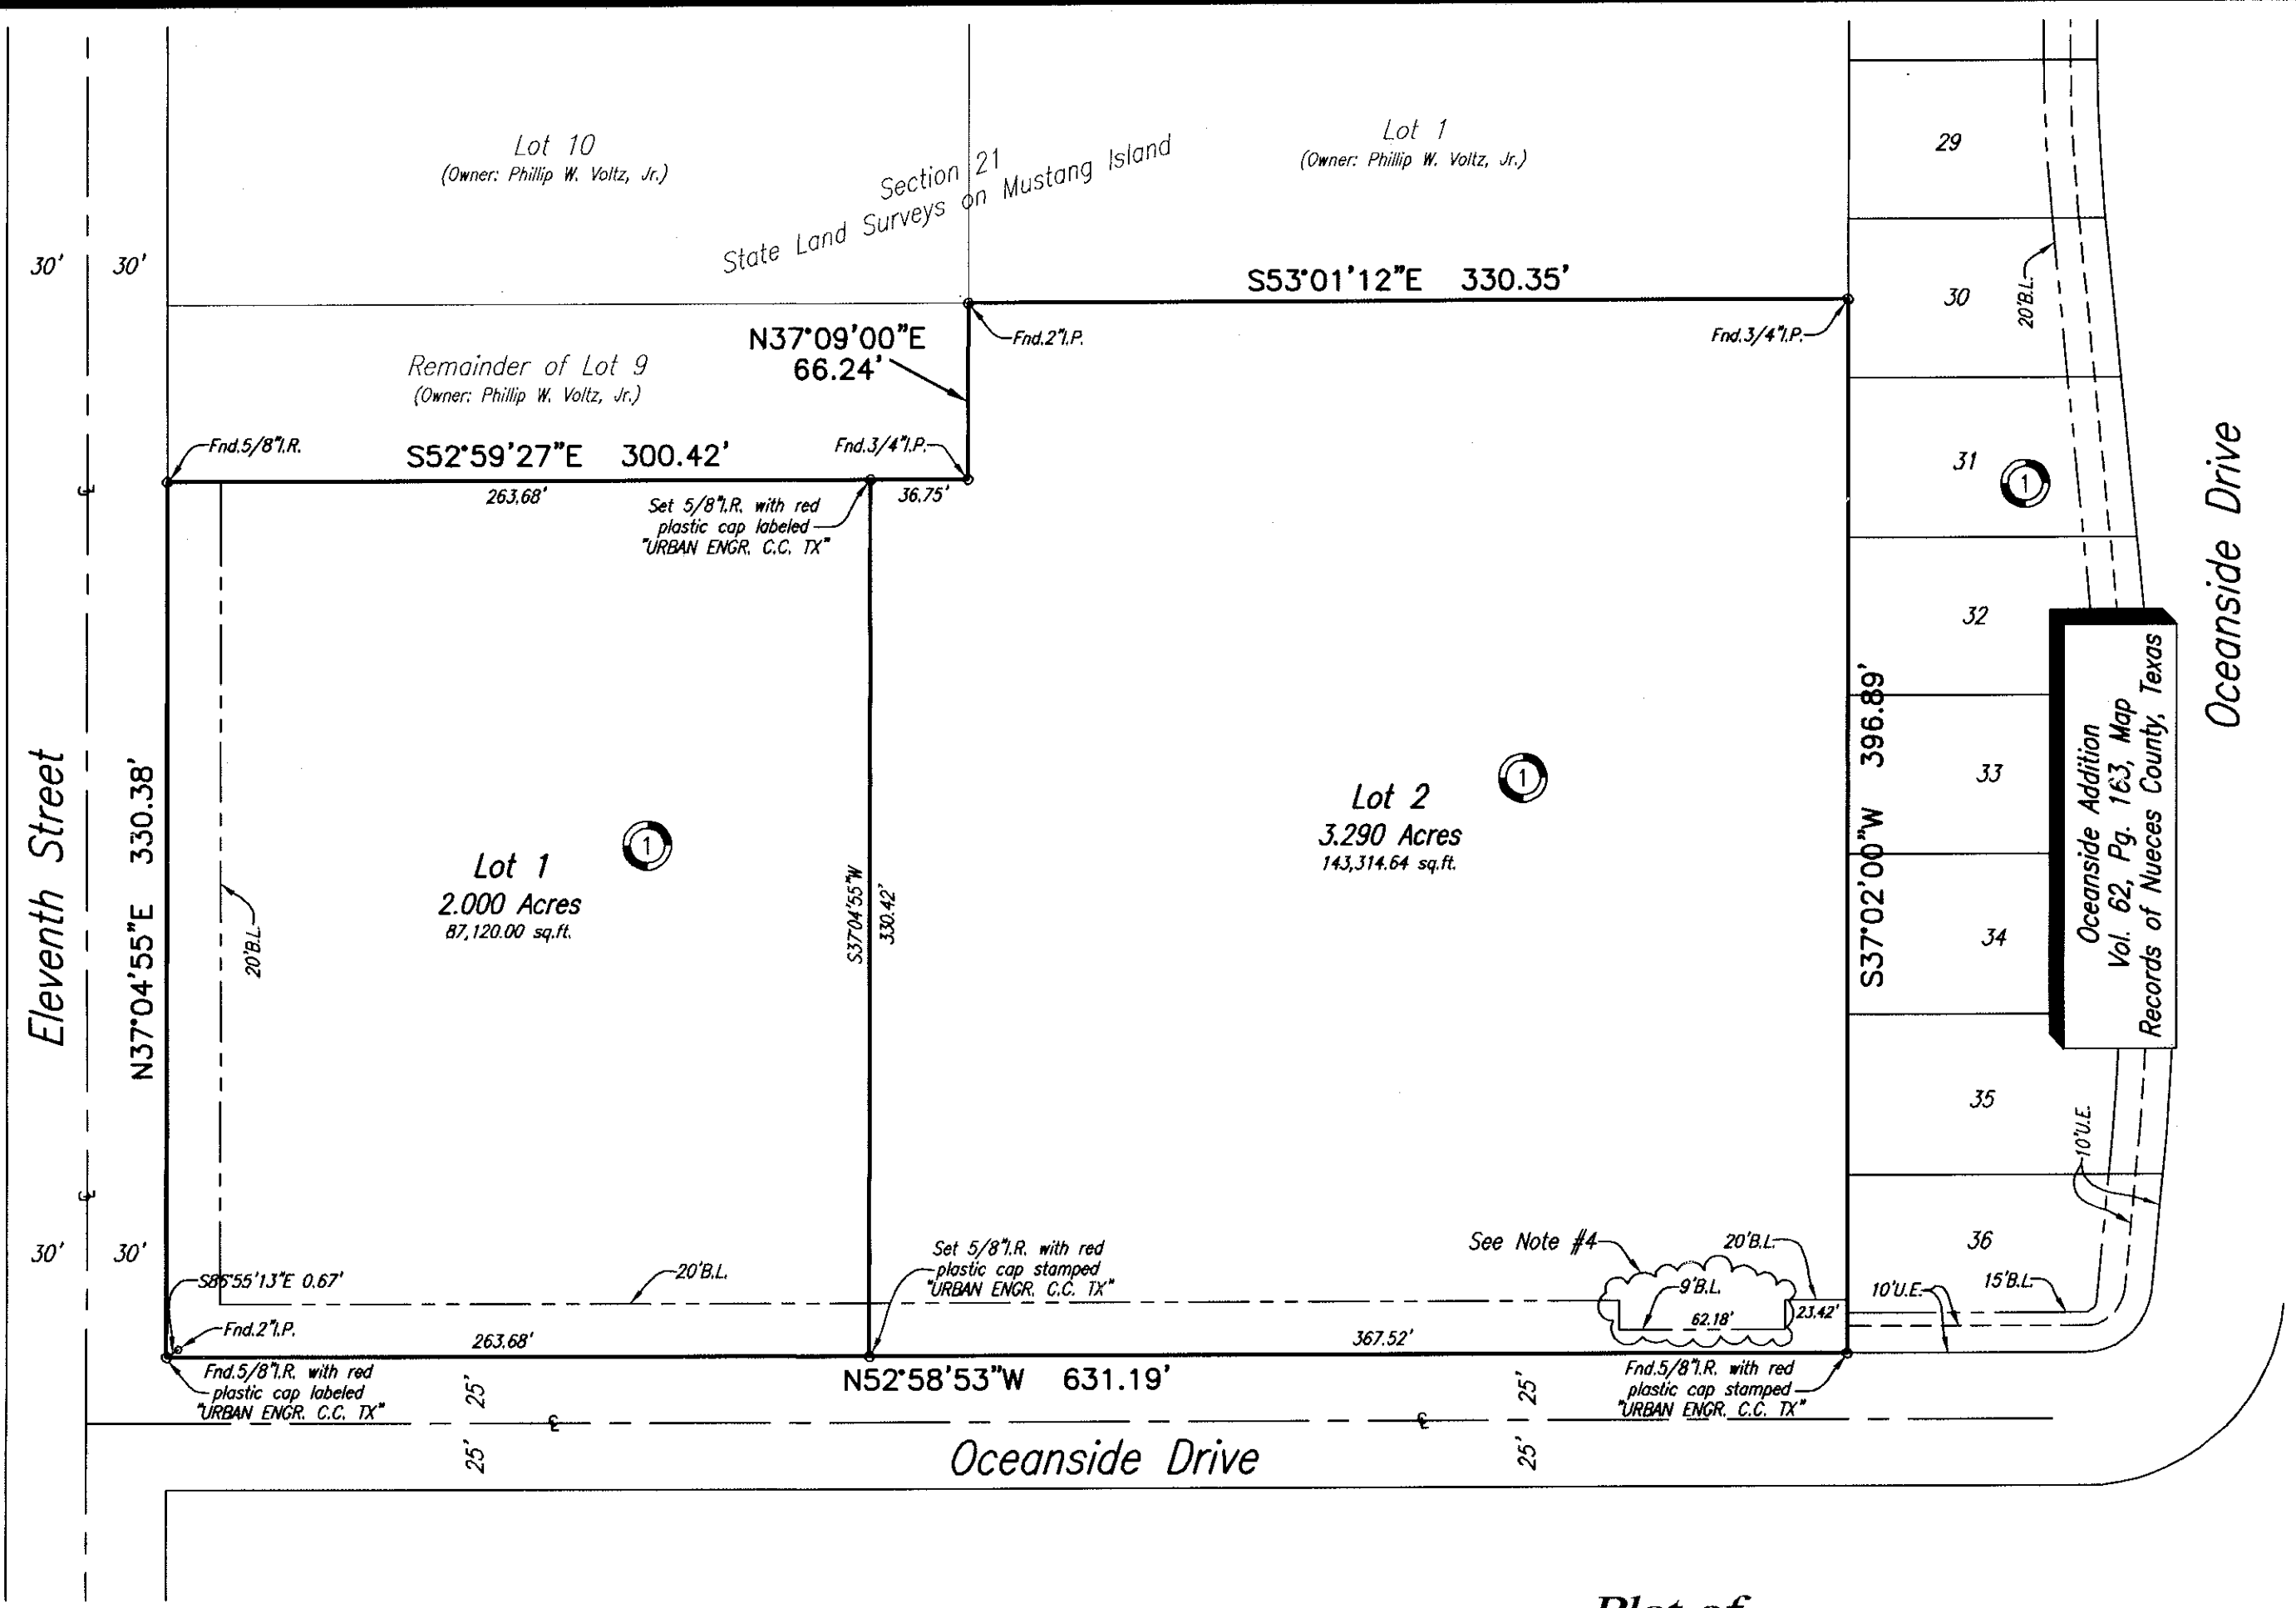 Lot 10
(Owner: Phillip W. Voltz, Jr.)
Section 21
State Land Surveys on Mustang Island
Lot 1
(Owner: Phillip W. Voltz, Jr.)
29
30'
30'
S53°01'12"E 330.35'
30
20'B.L.
N37°09'00"E
66.24'
Fnd.2"I.P.
Fnd.3/4"I.P.
Remainder of Lot 9
(Owner: Phillip W. Voltz, Jr.)
Fnd.5/8"I.R.
S52°59'27"E 300.42'
Fnd.3/4"I.P.
263.68'
36.75'
Set 5/8"I.R. with red
plastic cap labeled
"URBAN ENGR. C.C. TX"
31
1
Oceanside Drive
32
Oceanside Addition
Vol. 62, Pg. 163, Map
Records of Nueces County, Texas
33
S37°02'00"W 396.89'
Lot 2
3.290 Acres
143,314.64 sq.ft.
1
Eleventh Street
N37°04'55"E 330.38'
Lot 1
2.000 Acres
87,120.00 sq.ft.
1
20'B.L.
S37°04'55"W
330.42'
34
35
10'U.E.
36
30'
30'
S86°55'13"E 0.67'
Fnd.2"I.P.
20'B.L.
Set 5/8"I.R. with red
plastic cap stamped
"URBAN ENGR. C.C. TX"
See Note #4
20'B.L.
9'B.L.
62.18'
23.42'
10'U.E.
15'B.L.
263.68'
367.52'
Fnd.5/8"I.R. with red
plastic cap labeled
"URBAN ENGR. C.C. TX"
N52°58'53"W 631.19'
Fnd.5/8"I.R. with red
plastic cap stamped
"URBAN ENGR. C.C. TX"
25'
25'
25'
25'
Oceanside Drive
Plat of